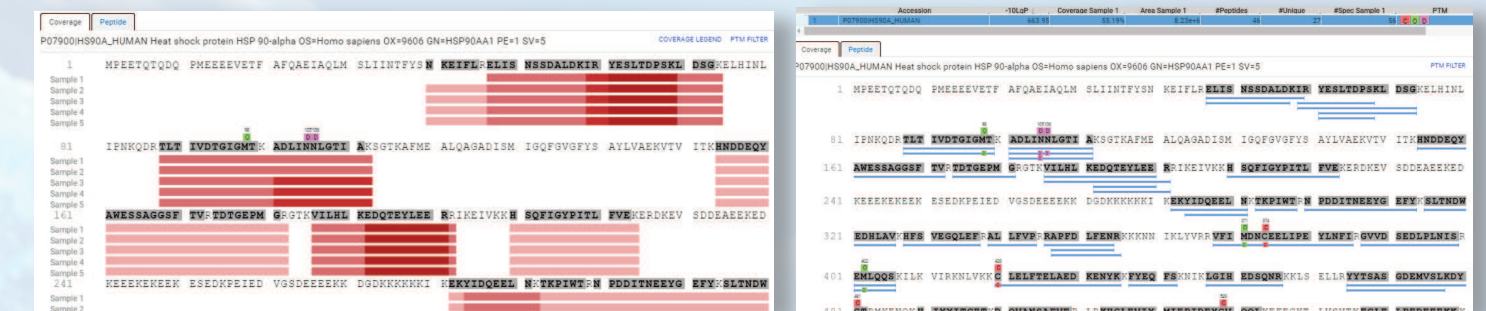 Coverage Peptide
P07900|HS90A_HUMAN Heat shock protein HSP 90-alpha OS=Homo sapiens OX=9606 GN=HSP90AA1 PE=1 SV=5 COVERAGE LEGEND PTM FILTER
1 MPEETQTQDQ PMEEEEVETF AFQAEIAQLM SLIINTFYSN KEIFLRELIS NSSDALDKIR YESLTDPSKL DSGKELHINL
Sample 1
Sample 2
Sample 3
Sample 4
Sample 5
81 IPNKQDRTLT IVDTGIGMTK ADLINNLGTI AKSGTKAFME ALQAGADISM IGQFGVGFYS AYLVAEKVTV ITKHNDDEQY
Sample 1
Sample 2
Sample 3
Sample 4
Sample 5
161 AWESSAGGSF TVRTDTGEPM GRGTKVILHL KEDQTEYLEE RRIKEIVKKH SQFIGYPITL FVEKERDKEV SDDEAEEKED
Sample 1
Sample 2
Sample 3
Sample 4
Sample 5
241 KEEEKEKEEK ESEDKPEIED VGSDEEEEKK DGDKKKKKKI KEKYIDQEEL NKTKPIWTRN PDDITNEEYG EFYKSLTNDW
Sample 1
Sample 2
Accession -10LgP Coverage Sample 1 Area Sample 1 #Peptides #Unique #Spec Sample 1 PTM
1 P07900|HS90A_HUMAN 663.95 55.19% 8.23e+6 46 27 56 C O D
Coverage Peptide
P07900|HS90A_HUMAN Heat shock protein HSP 90-alpha OS=Homo sapiens OX=9606 GN=HSP90AA1 PE=1 SV=5 PTM FILTER
1 MPEETQTQDQ PMEEEEVETF AFQAEIAQLM SLIINTFYSN KEIFLRELIS NSSDALDKIR YESLTDPSKL DSGKELHINL
81 IPNKQDRTLT IVDTGIGMTK ADLINNLGTI AKSGTKAFME ALQAGADISM IGQFGVGFYS AYLVAEKVTV ITKHNDDEQY
161 AWESSAGGSF TVRTDTGEPM GRGTKVILHL KEDQTEYLEE RRIKEIVKKH SQFIGYPITL FVEKERDKEV SDDEAEEKED
241 KEEEKEKEEK ESEDKPEIED VGSDEEEEKK DGDKKKKKKI KEKYIDQEEL NKTKPIWTRN PDDITNEEYG EFYKSLTNDW
321 EDHLAVKHFS VEGQLEFRAL LFVPRRAPFD LFENRKKKNN IKLYVRRVFI MDNCEELIPE YLNFIRGVVD SEDLPLNISR
401 EMLQQSKILK VIRKNLVKKC LELFTELAED KENYKKFYEQ FSKNIKLGIH EDSQNRKKLS ELLRYYTSAS GDEMVSLKDY